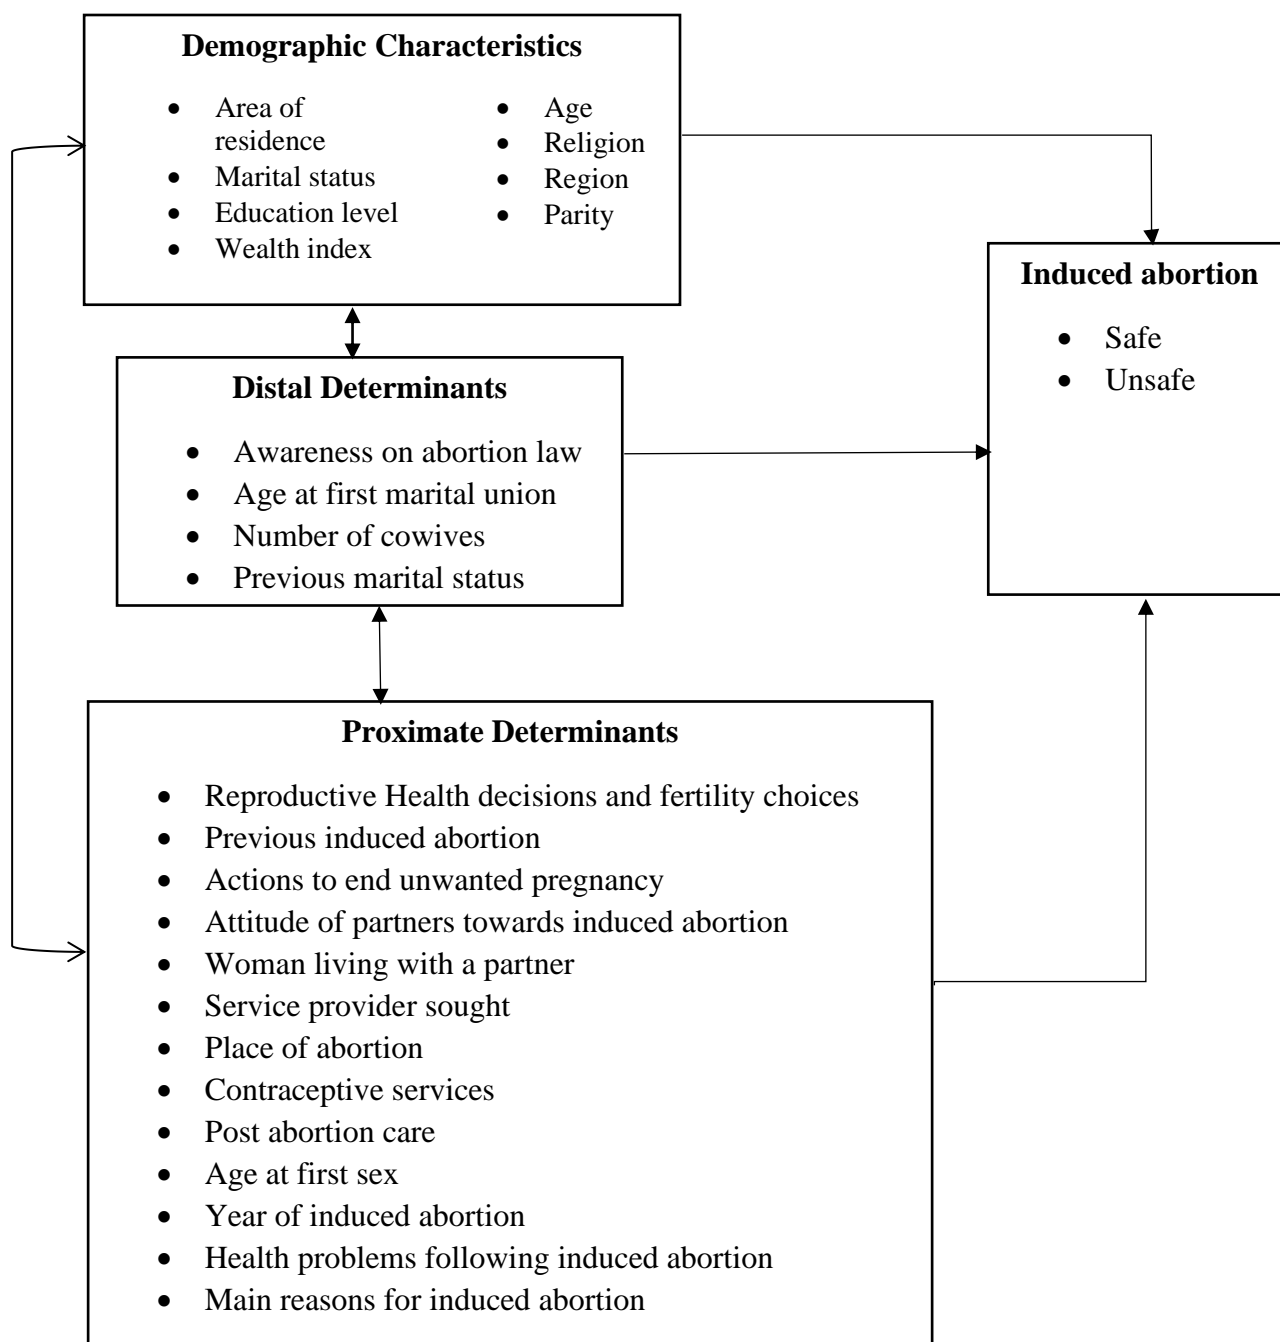 Demographic Characteristics
• Area of
residence
• Marital status
• Education level
• Wealth index
• Age
• Religion
• Region
• Parity
Induced abortion
• Safe
• Unsafe
Distal Determinants
• Awareness on abortion law
• Age at first marital union
• Number of cowives
• Previous marital status
Proximate Determinants
• Reproductive Health decisions and fertility choices
• Previous induced abortion
• Actions to end unwanted pregnancy
• Attitude of partners towards induced abortion
• Woman living with a partner
• Service provider sought
• Place of abortion
• Contraceptive services
• Post abortion care
• Age at first sex
• Year of induced abortion
• Health problems following induced abortion
• Main reasons for induced abortion